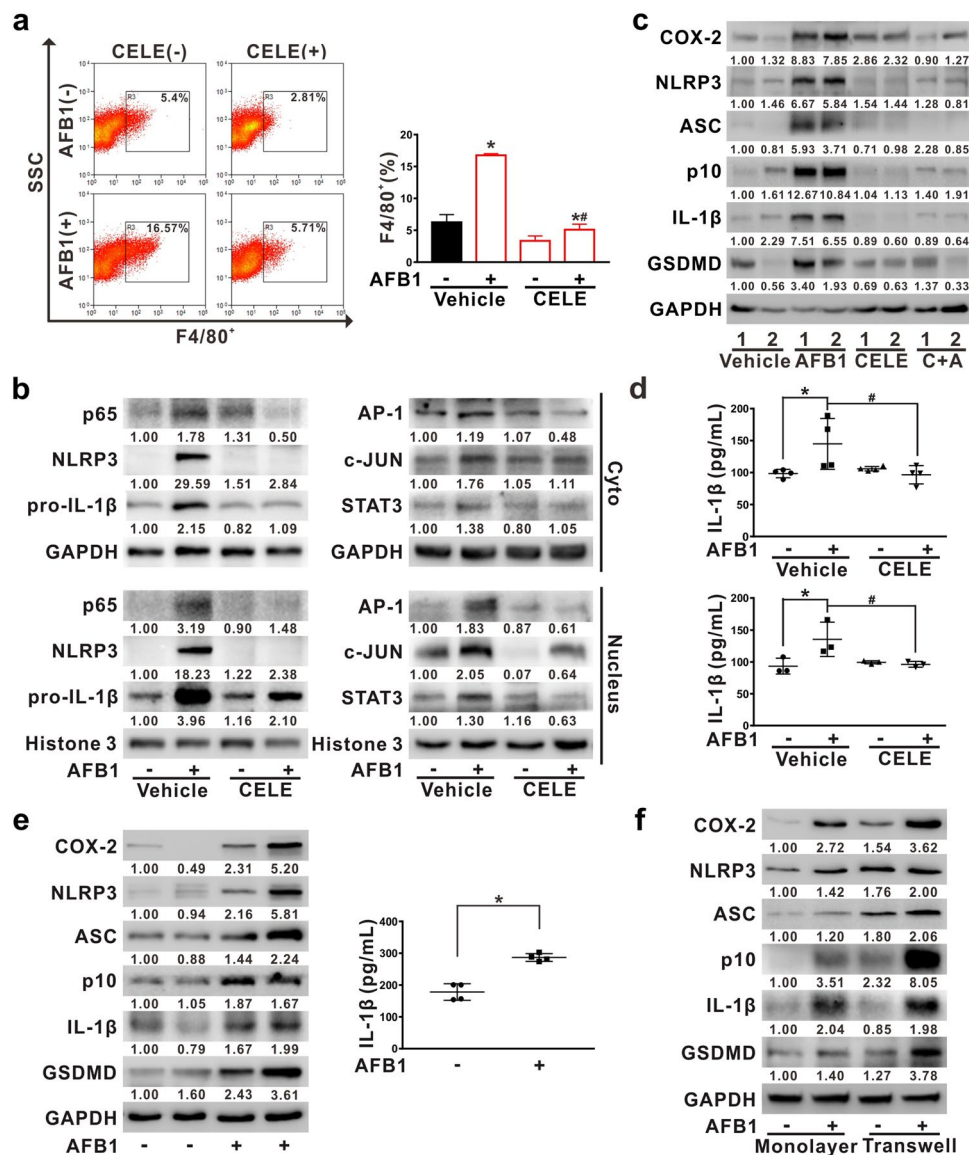 a
CELE(-) CELE(+)
SSC
AFB1(-)
AFB1(+)
10⁴
10³
10²
10¹
10⁰
10⁰ 10¹ 10² 10³ 10⁴
R3 5.4%
R3 2.81%
R3 16.57%
R3 5.71%
F4/80⁺
F4/80⁺(%)
20
15
10
5
0
*
*#
AFB1 - + - +
Vehicle CELE
b
p65
1.00 1.78 1.31 0.50
NLRP3
1.00 29.59 1.51 2.84
pro-IL-1β
1.00 2.15 0.82 1.09
GAPDH
AP-1
1.00 1.19 1.07 0.48
c-JUN
1.00 1.76 1.05 1.11
STAT3
1.00 1.38 0.80 1.05
GAPDH
Cyto
p65
1.00 3.19 0.90 1.48
NLRP3
1.00 18.23 1.22 2.38
pro-IL-1β
1.00 3.96 1.16 2.10
Histone 3
AFB1 - + - +
Vehicle CELE
AP-1
1.00 1.83 0.87 0.61
c-JUN
1.00 2.05 0.07 0.64
STAT3
1.00 1.30 1.16 0.63
Histone 3
- + - +
Vehicle CELE
Nucleus
c
COX-2
1.00 1.32 8.83 7.85 2.86 2.32 0.90 1.27
NLRP3
1.00 1.46 6.67 5.84 1.54 1.44 1.28 0.81
ASC
1.00 0.81 5.93 3.71 0.71 0.98 2.28 0.85
p10
1.00 1.61 12.67 10.84 1.04 1.13 1.40 1.91
IL-1β
1.00 2.29 7.51 6.55 0.89 0.60 0.89 0.64
GSDMD
1.00 0.56 3.40 1.93 0.69 0.63 1.37 0.33
GAPDH
1 2 1 2 1 2 1 2
Vehicle AFB1 CELE C+A
d
IL-1β (pg/mL)
200
150
100
50
0
* #
AFB1 - + - +
Vehicle CELE
IL-1β (pg/mL)
200
150
100
50
0
* #
AFB1 - + - +
Vehicle CELE
e
COX-2
1.00 0.49 2.31 5.20
NLRP3
1.00 0.94 2.16 5.81
ASC
1.00 0.88 1.44 2.24
p10
1.00 1.05 1.87 1.67
IL-1β
1.00 0.79 1.67 1.99
GSDMD
1.00 1.60 2.43 3.61
GAPDH
AFB1 - - + +
IL-1β (pg/mL)
400
300
200
100
0
*
AFB1 - +
f
COX-2
1.00 2.72 1.54 3.62
NLRP3
1.00 1.42 1.76 2.00
ASC
1.00 1.20 1.80 2.06
p10
1.00 3.51 2.32 8.05
IL-1β
1.00 2.04 0.85 1.98
GSDMD
1.00 1.40 1.27 3.78
GAPDH
AFB1 - + - +
Monolayer Transwell